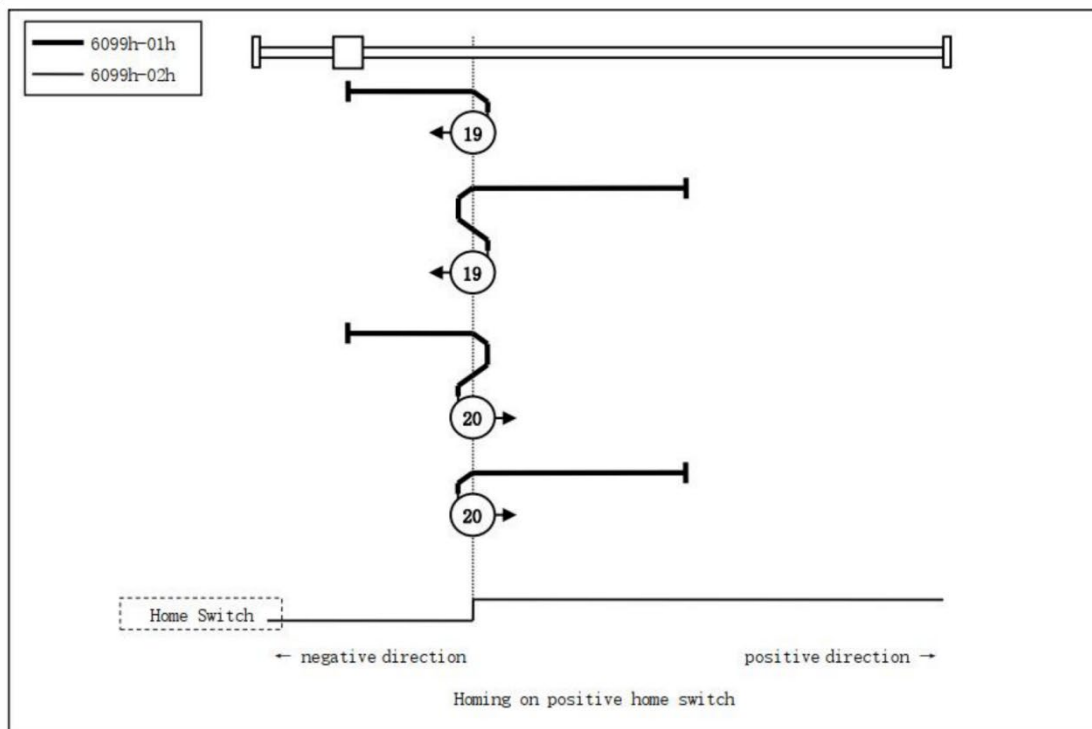 6099h-01h
6099h-02h
19
19
20
20
Home Switch
← negative direction
positive direction →
Homing on positive home switch